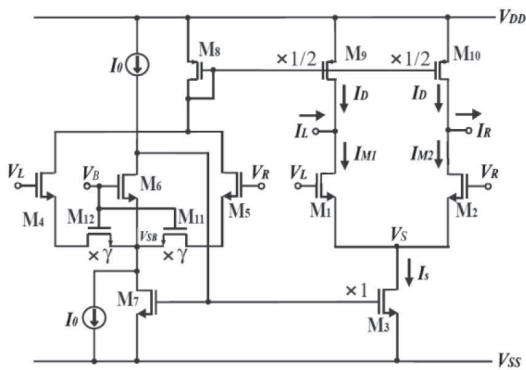 V_DD
I_0
M_8
×1/2
M_9
×1/2
M_10
I_D
I_D
I_L
I_R
V_L
V_B
M_6
V_R
V_L
I_M1
I_M2
V_R
M_4
M_12
M_11
M_5
M_1
M_2
V_SB
×γ
×γ
V_S
I_0
M_7
×1
I_s
M_3
V_SS